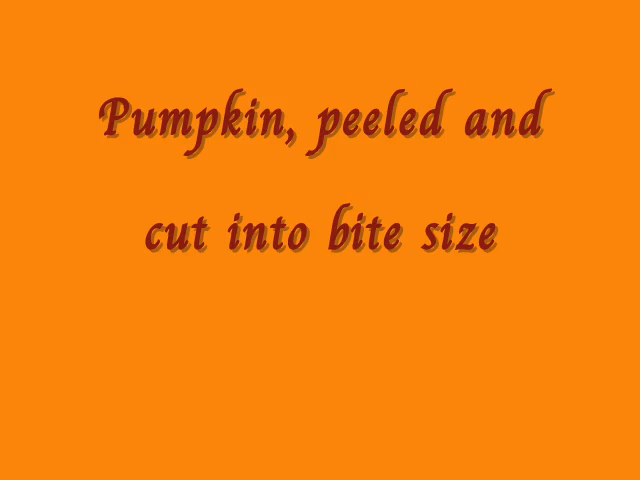 Pumpkin, peeled and
cut into bite size